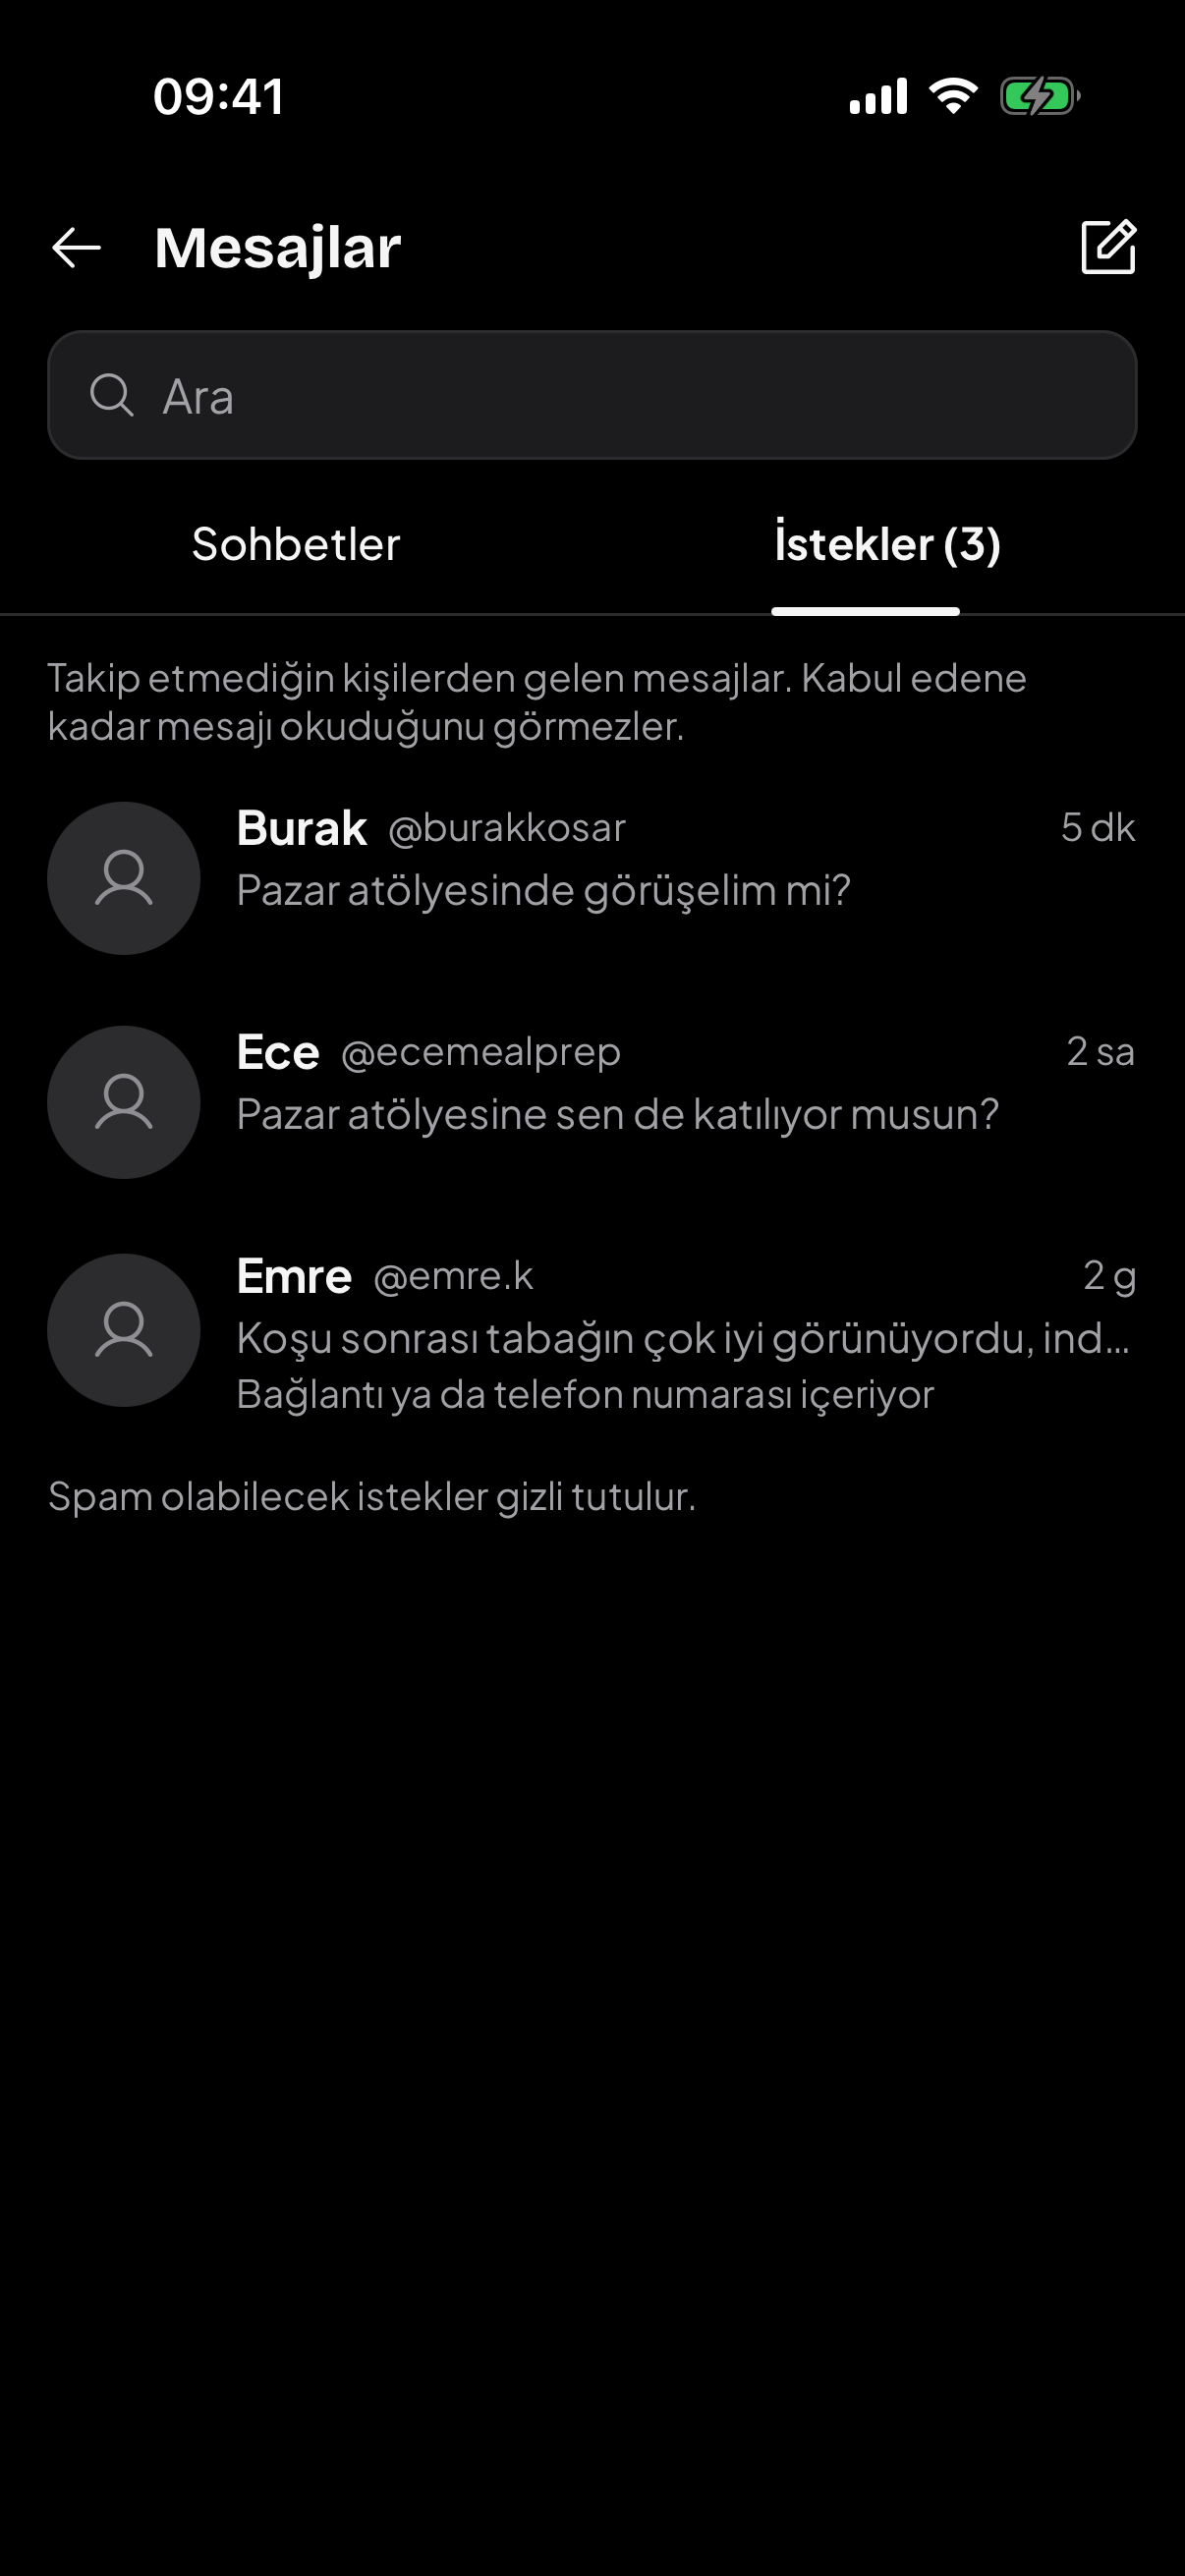 09:41
Mesajlar
Ara
Sohbetler
İstekler (3)
Takip etmediğin kişilerden gelen mesajlar. Kabul edene
kadar mesajı okuduğunu görmezler.
Burak @burakkosar 5 dk
Pazar atölyesinde görüşelim mi?
Ece @ecemealprep 2 sa
Pazar atölyesine sen de katılıyor musun?
Emre @emre.k 2 g
Koşu sonrası tabağın çok iyi görünüyordu, ind...
Bağlantı ya da telefon numarası içeriyor
Spam olabilecek istekler gizli tutulur.